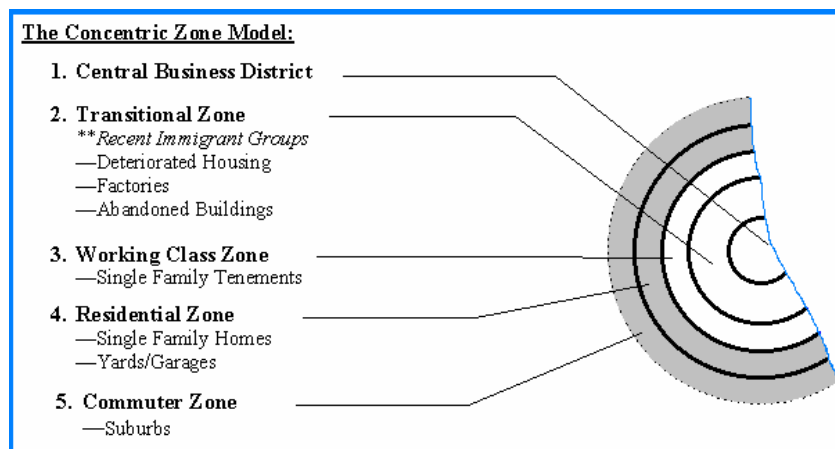 The Concentric Zone Model:
1. Central Business District
2. Transitional Zone
**Recent Immigrant Groups
—Deteriorated Housing
—Factories
—Abandoned Buildings
3. Working Class Zone
—Single Family Tenements
4. Residential Zone
—Single Family Homes
—Yards/Garages
5. Commuter Zone
—Suburbs